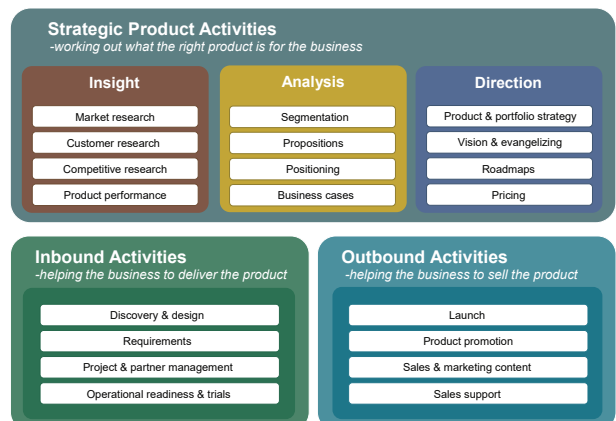 Strategic Product Activities
-working out what the right product is for the business
Insight
Market research
Customer research
Competitive research
Product performance
Analysis
Segmentation
Propositions
Positioning
Business cases
Direction
Product & portfolio strategy
Vision & evangelizing
Roadmaps
Pricing
Inbound Activities
-helping the business to deliver the product
Discovery & design
Requirements
Project & partner management
Operational readiness & trials
Outbound Activities
-helping the business to sell the product
Launch
Product promotion
Sales & marketing content
Sales support